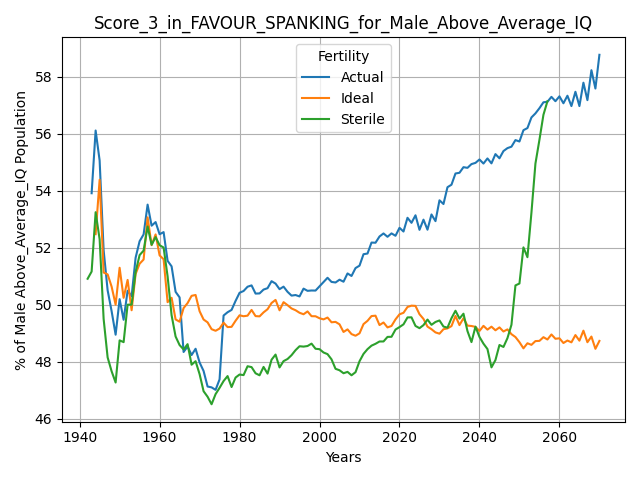 Score_3_in_FAVOUR_SPANKING_for_Male_Above_Average_IQ
Fertility
Actual
Ideal
Sterile
% of Male Above_Average_IQ Population
58
56
54
52
50
48
46
1940
1960
1980
2000
2020
2040
2060
Years